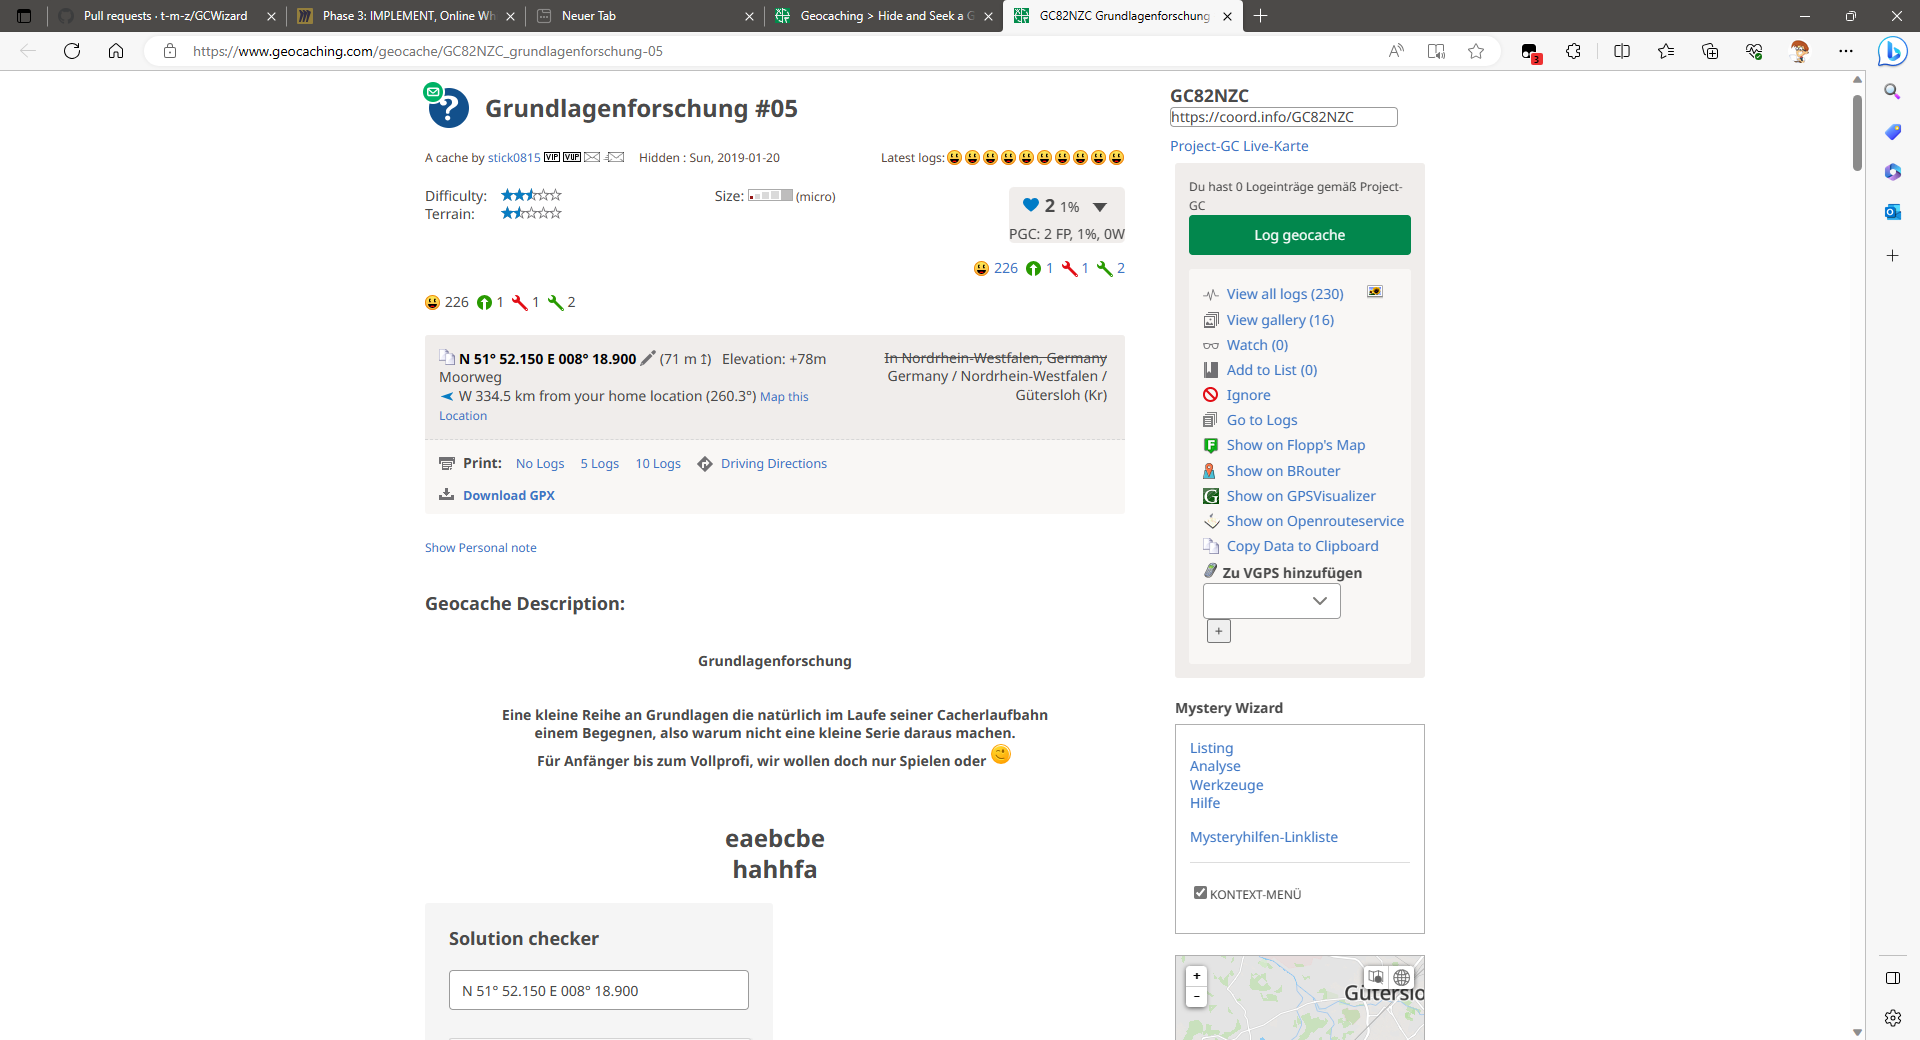 Pull requests · t-m-z/GCWizard
Phase 3: IMPLEMENT, Online Wh
Neuer Tab
Geocaching > Hide and Seek a G
GC82NZC Grundlagenforschung
https://www.geocaching.com/geocache/GC82NZC_grundlagenforschung-05
3
Grundlagenforschung #05
A cache by stick0815 VIP VUP Hidden : Sun, 2019-01-20 Latest logs:
Difficulty:
Terrain:
Size: (micro)
2 1%
PGC: 2 FP, 1%, 0W
226 1 1 2
226 1 1 2
N 51° 52.150 E 008° 18.900 (71 m ↥) Elevation: +78m
Moorweg
W 334.5 km from your home location (260.3°) Map this
Location
In Nordrhein-Westfalen, Germany
Germany / Nordrhein-Westfalen /
Gütersloh (Kr)
Print: No Logs 5 Logs 10 Logs Driving Directions
Download GPX
Show Personal note
Geocache Description:
Grundlagenforschung
Eine kleine Reihe an Grundlagen die natürlich im Laufe seiner Cacherlaufbahn
einem Begegnen, also warum nicht eine kleine Serie daraus machen.
Für Anfänger bis zum Vollprofi, wir wollen doch nur Spielen oder
eaebcbe
hahhfa
Solution checker
N 51° 52.150 E 008° 18.900
GC82NZC
https://coord.info/GC82NZC
Project-GC Live-Karte
Du hast 0 Logeinträge gemäß Project-
GC
Log geocache
View all logs (230)
View gallery (16)
Watch (0)
Add to List (0)
Ignore
Go to Logs
Show on Flopp's Map
Show on BRouter
Show on GPSVisualizer
Show on Openrouteservice
Copy Data to Clipboard
Zu VGPS hinzufügen
+
Mystery Wizard
Listing
Analyse
Werkzeuge
Hilfe
Mysteryhilfen-Linkliste
KONTEXT-MENÜ
+
-
Güterslo